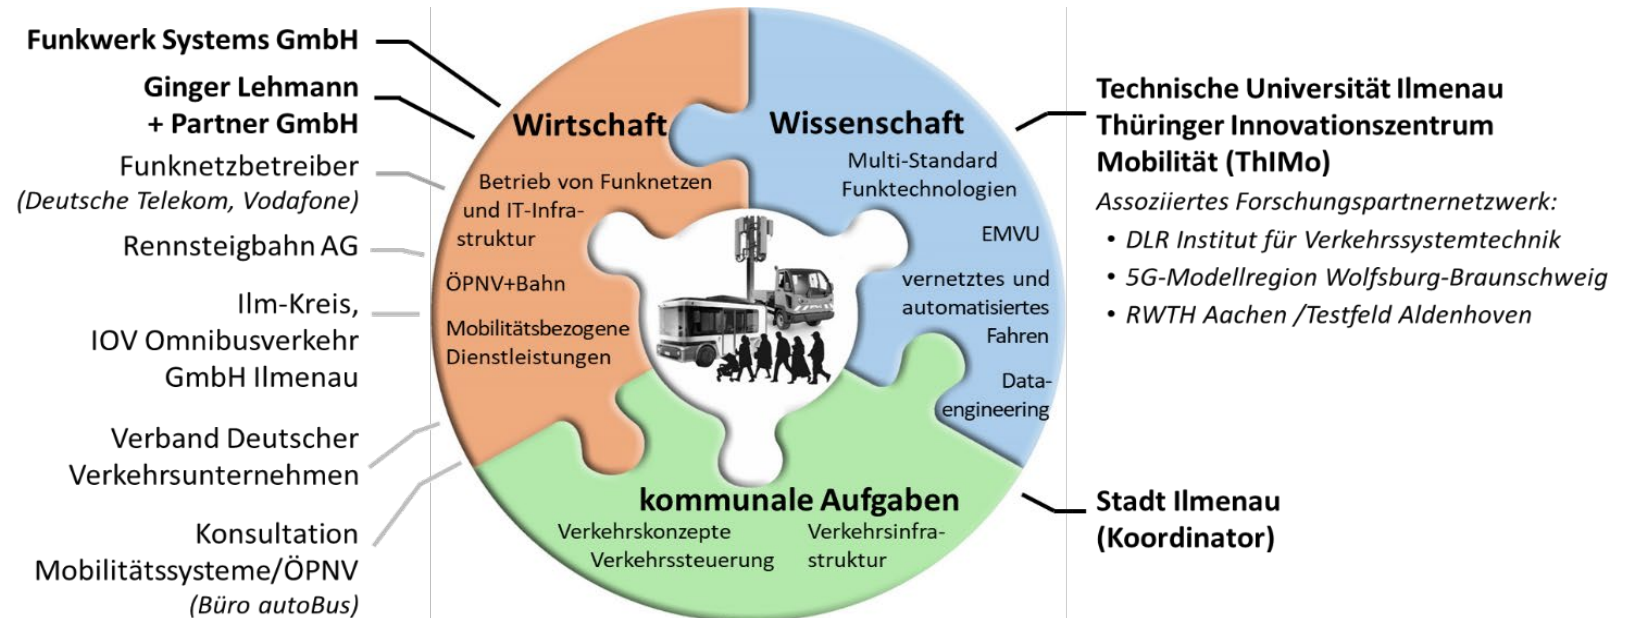 Funkwerk Systems GmbH
Ginger Lehmann
+ Partner GmbH
Funknetzbetreiber
(Deutsche Telekom, Vodafone)
Rennsteigbahn AG
Ilm-Kreis,
IOV Omnibusverkehr
GmbH Ilmenau
Verband Deutscher
Verkehrsunternehmen
Konsultation
Mobilitätssysteme/ÖPNV
(Büro autoBus)
Wirtschaft
Betrieb von Funknetzen
und IT-Infra-
struktur
ÖPNV+Bahn
Mobilitätsbezogene
Dienstleistungen
Wissenschaft
Multi-Standard
Funktechnologien
EMVU
vernetztes und
automatisiertes
Fahren
Data-
engineering
kommunale Aufgaben
Verkehrskonzepte
Verkehrssteuerung
Verkehrsinfra-
struktur
Technische Universität Ilmenau
Thüringer Innovationszentrum
Mobilität (ThIMo)
Assoziiertes Forschungspartnernetzwerk:
• DLR Institut für Verkehrssystemtechnik
• 5G-Modellregion Wolfsburg-Braunschweig
• RWTH Aachen /Testfeld Aldenhoven
Stadt Ilmenau
(Koordinator)